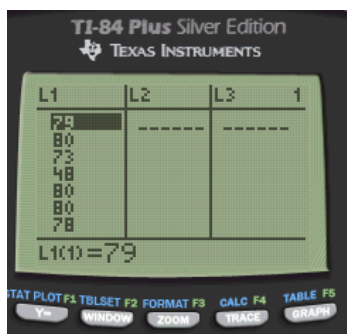 TI-84 Plus Silver Edition
TEXAS INSTRUMENTS
L1 L2 L3 1
79 ------ ------
80
73
48
80
80
78
L1(1)=79
STAT PLOT F1 TBLSET F2 FORMAT F3 CALC F4 TABLE F5
Y= WINDOW ZOOM TRACE GRAPH